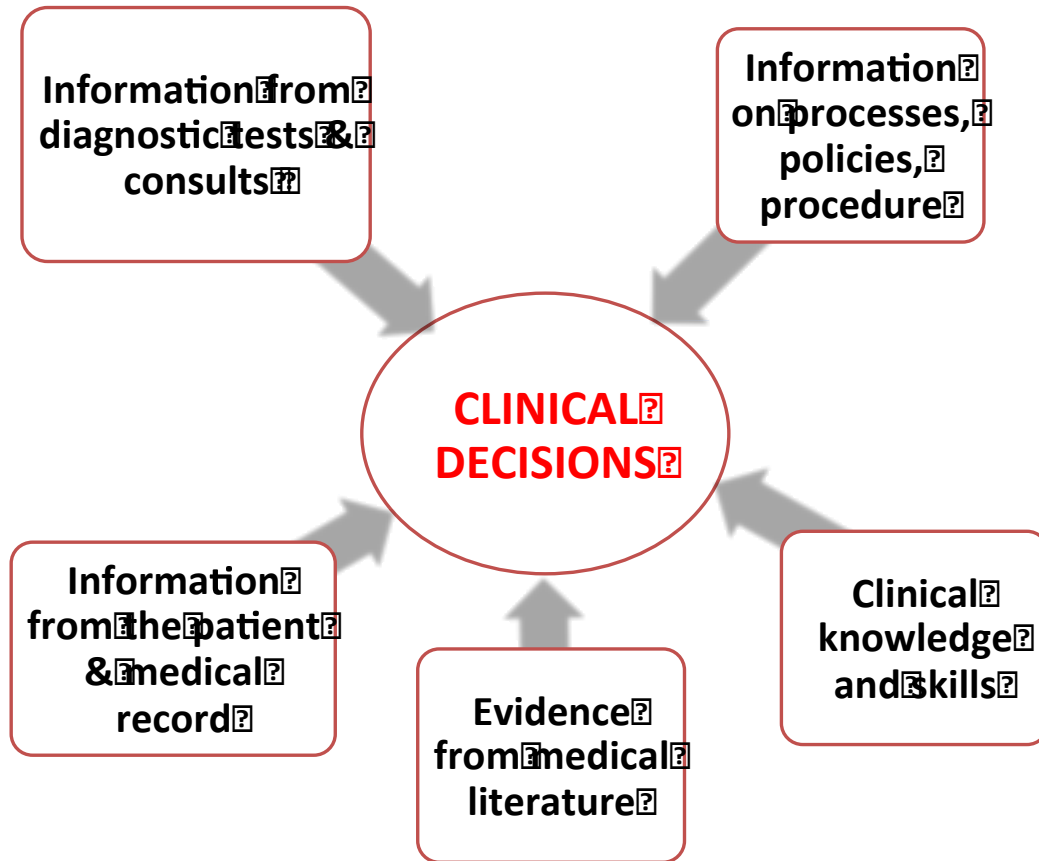 Information from
diagnostic tests &
consults
Information
on processes,
policies,
procedure
CLINICAL
DECISIONS
Information
from the patient
& medical
record
Evidence
from medical
literature
Clinical
knowledge
and skills